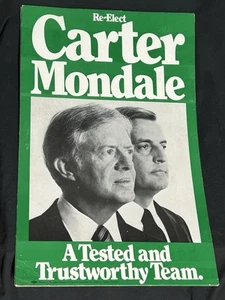 Re-Elect
Carter
Mondale
A Tested and
Trustworthy Team.